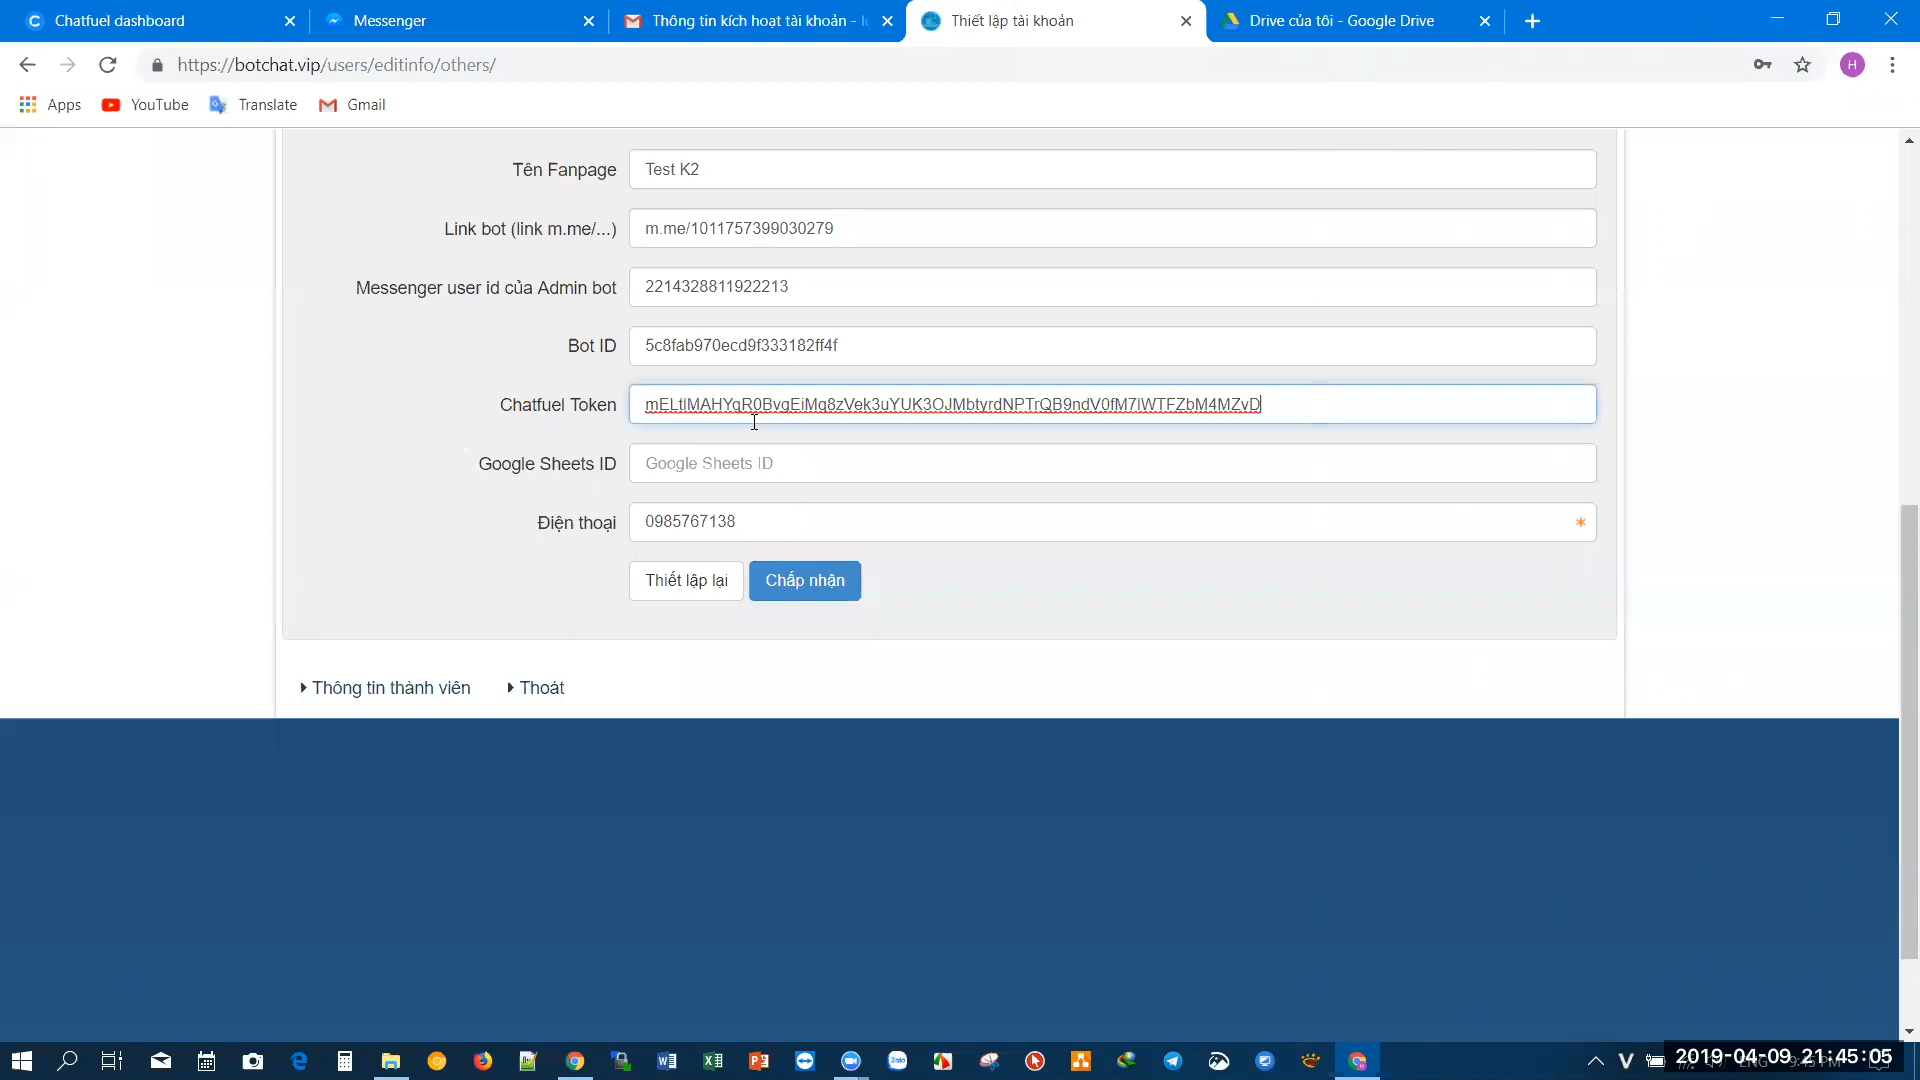 Chatfuel dashboard
Messenger
Thông tin kích hoạt tài khoản -
Thiết lập tài khoản
Drive của tôi - Google Drive
https://botchat.vip/users/editinfo/others/
H
Apps
YouTube
Translate
Gmail
Tên Fanpage
Test K2
Link bot (link m.me/...)
m.me/1011757399030279
Messenger user id của Admin bot
2214328811922213
Bot ID
5c8fab970ecd9f333182ff4f
Chatfuel Token
mELtlMAHYqR0BvgEiMg8zVek3uYUK3OJMbtyrdNPTrQB9ndV0fM7lWTFZbM4MZvD
Google Sheets ID
Google Sheets ID
Điện thoại
0985767138
*
Thiết lập lại
Chấp nhận
Thông tin thành viên
Thoát
2019-04-09 21:45:05